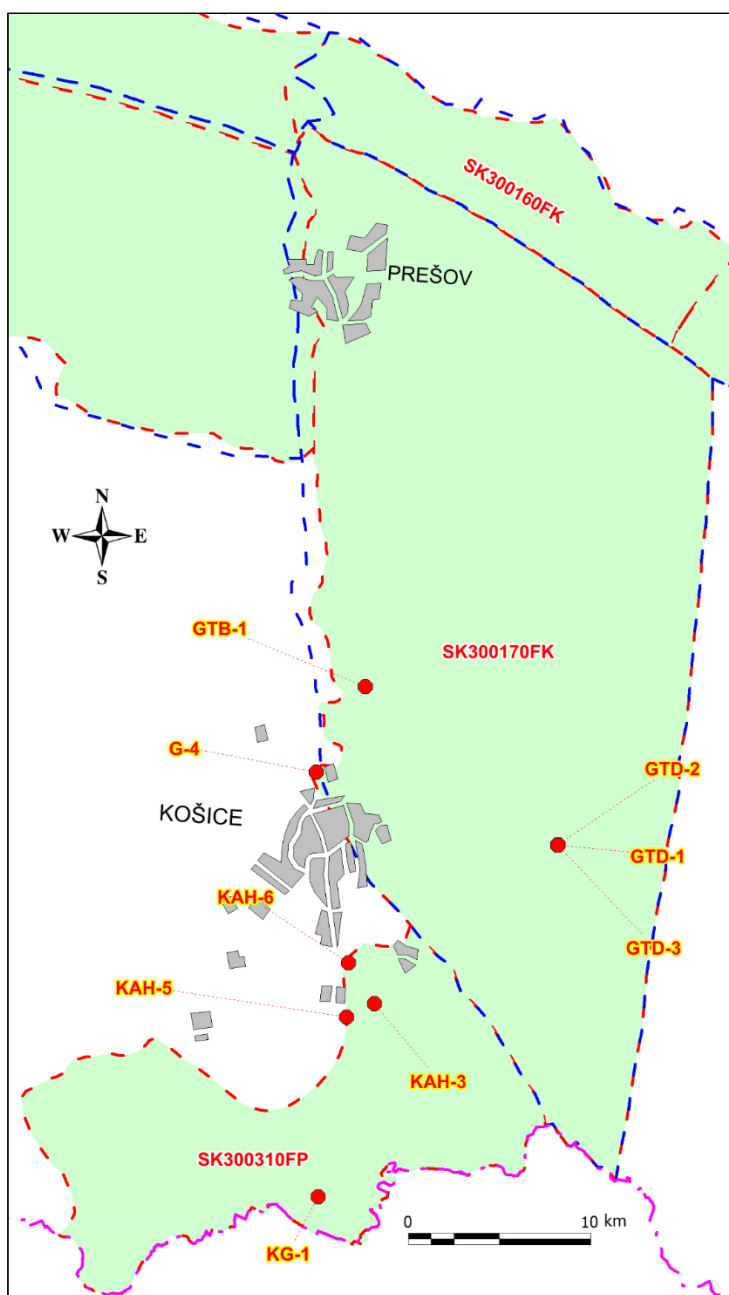 SK300160FK
PREŠOV
N
W
E
S
GTB-1
SK300170FK
G-4
GTD-2
KOŠICE
GTD-1
KAH-6
GTD-3
KAH-5
KAH-3
SK300310FP
0
10 km
KG-1